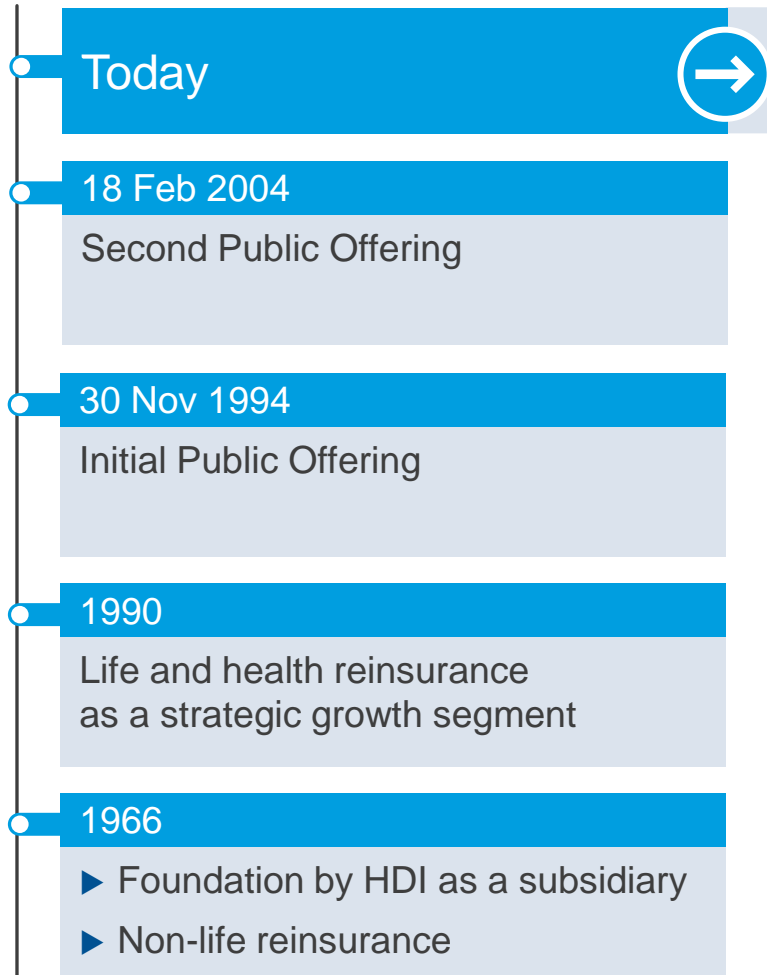 Today
18 Feb 2004
Second Public Offering
30 Nov 1994
Initial Public Offering
1990
Life and health reinsurance
as a strategic growth segment
1966
Foundation by HDI as a subsidiary
Non-life reinsurance